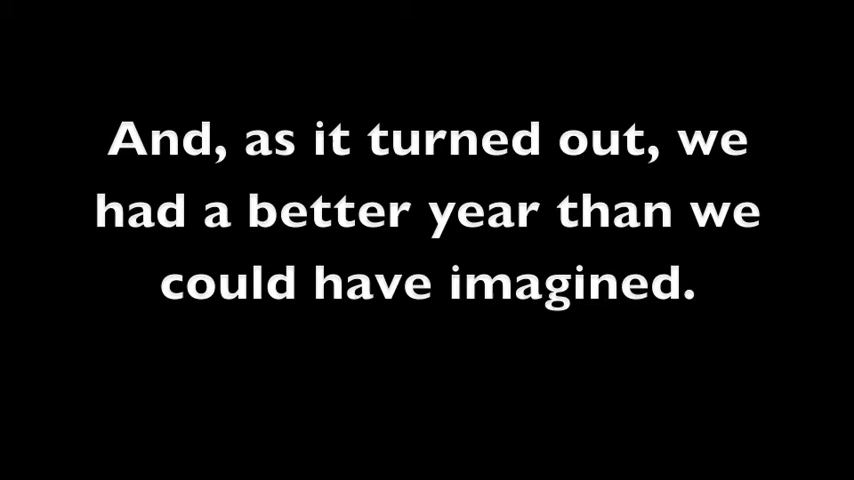 And, as it turned out, we
had a better year than we
could have imagined.